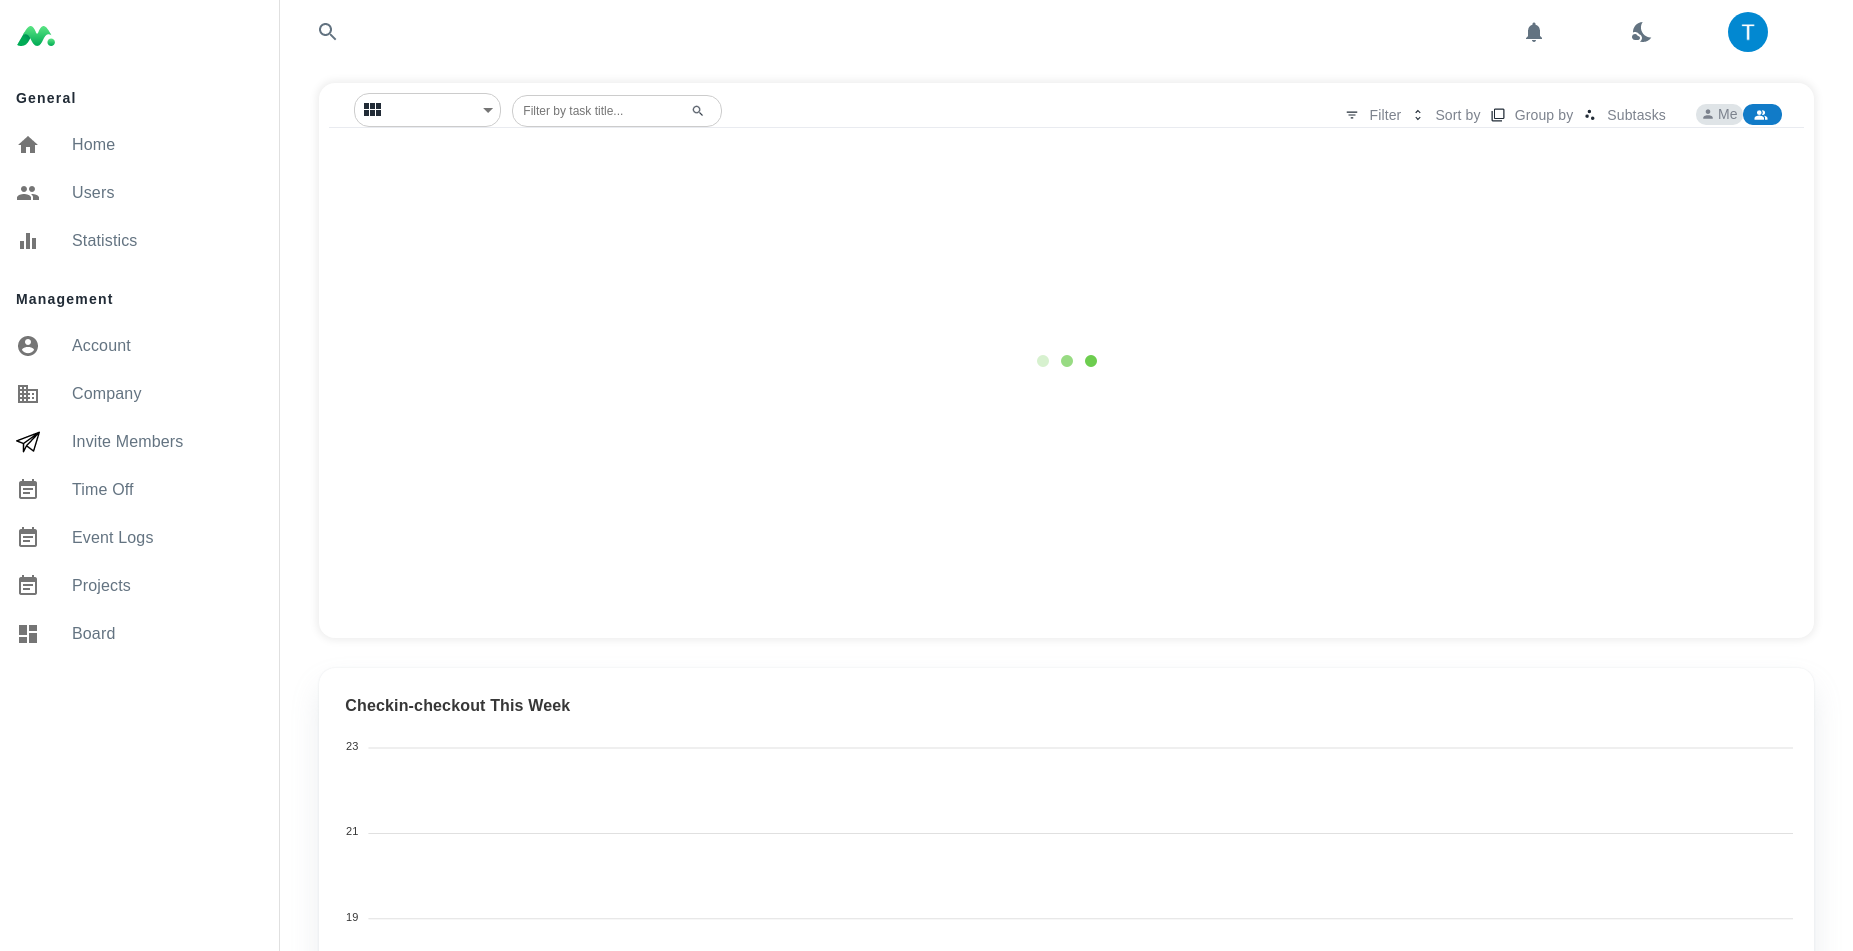 T
General
Home
Users
Statistics
Management
Account
Company
Invite Members
Time Off
Event Logs
Projects
Board
Filter by task title...
Filter
Sort by
Group by
Subtasks
Me
Checkin-checkout This Week
23
21
19